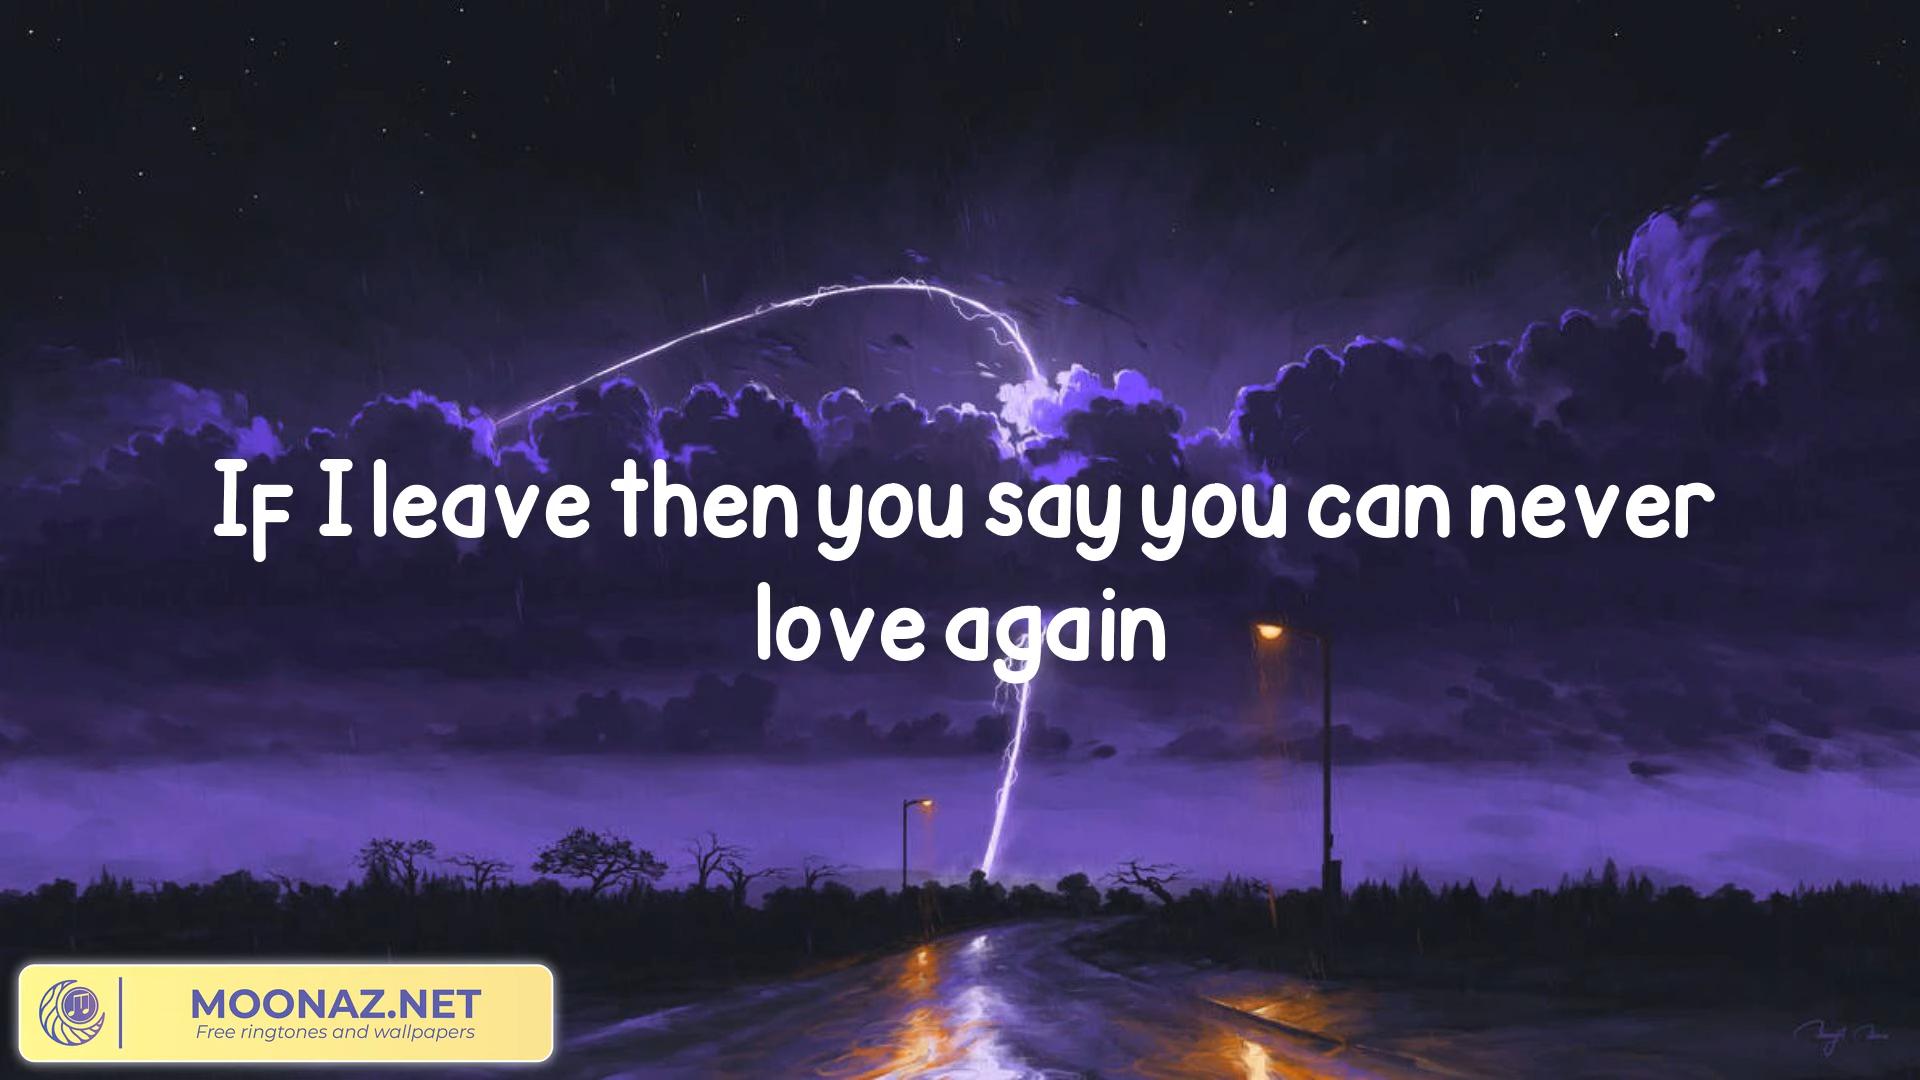 If I leave then you say you can never
love again
MOONAZ.NET
Free ringtones and wallpapers